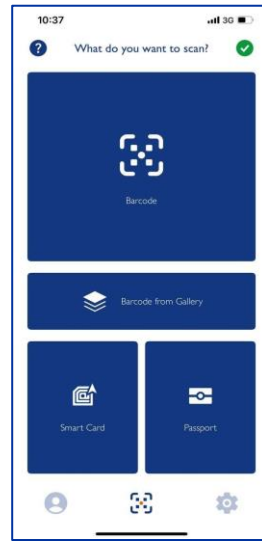 10:37
3G
What do you want to scan?
Barcode
Barcode from Gallery
Smart Card
Passport